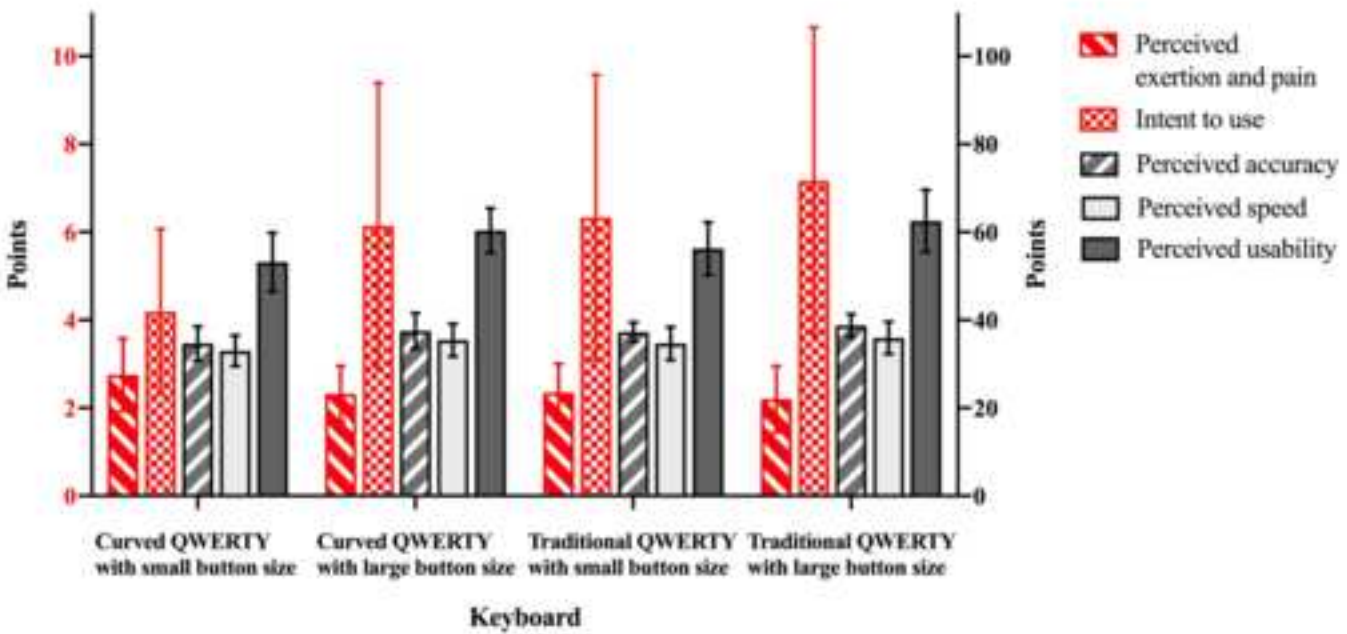 10
8
6
4
2
0
Points
100
80
60
40
20
0
Points
Perceived
exertion and pain
Intent to use
Perceived accuracy
Perceived speed
Perceived usability
Curved QWERTY
with small button size
Curved QWERTY
with large button size
Traditional QWERTY
with small button size
Traditional QWERTY
with large button size
Keyboard